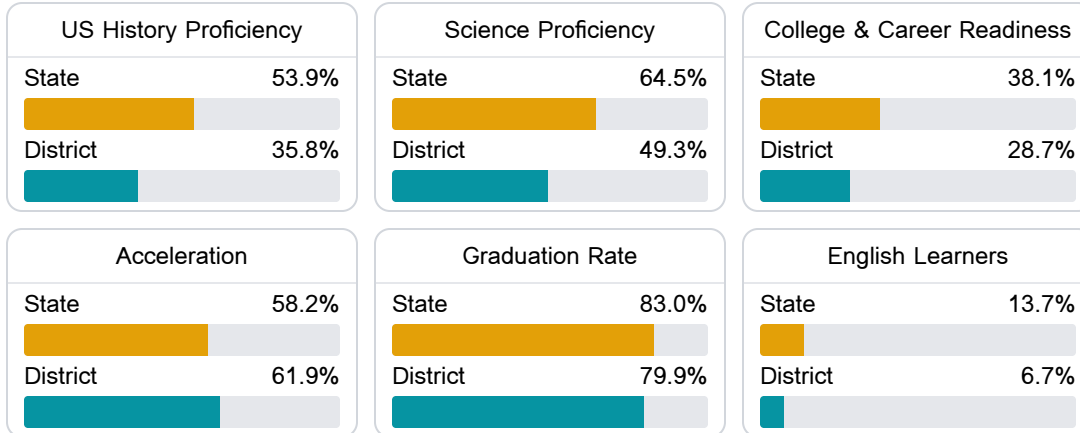 US History Proficiency
State 53.9%
District 35.8%
Science Proficiency
State 64.5%
District 49.3%
College & Career Readiness
State 38.1%
District 28.7%
Acceleration
State 58.2%
District 61.9%
Graduation Rate
State 83.0%
District 79.9%
English Learners
State 13.7%
District 6.7%